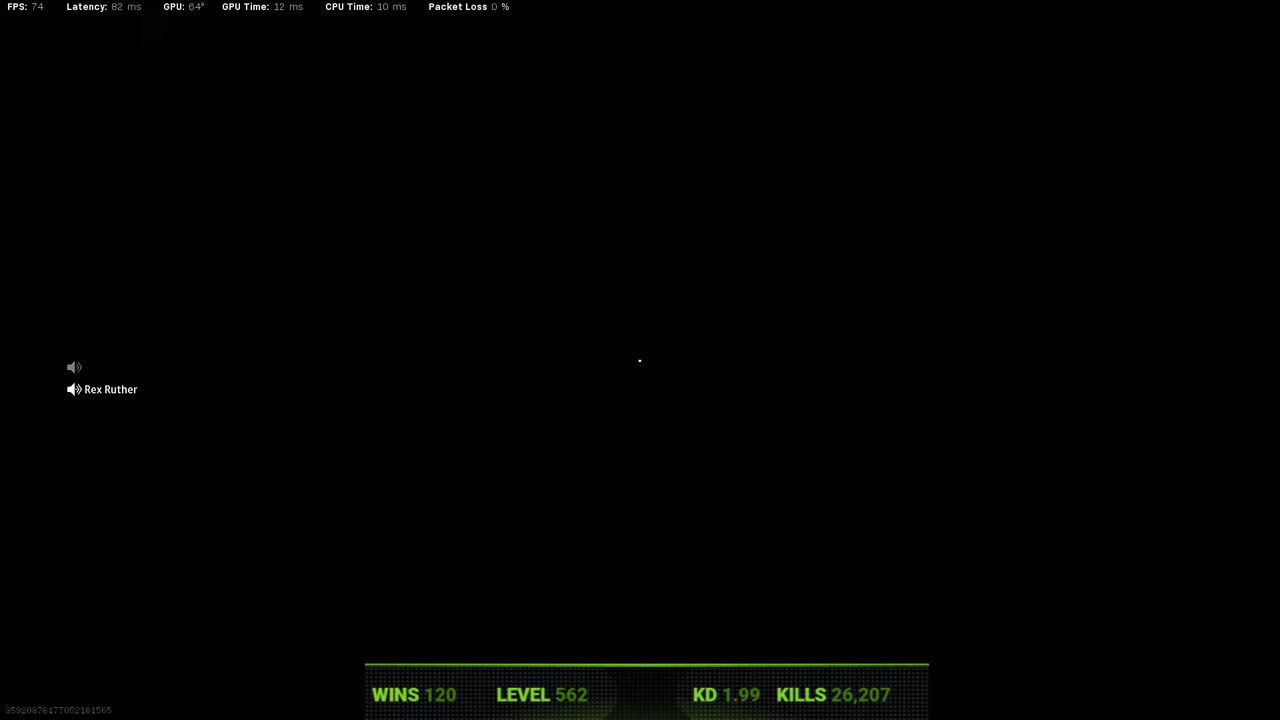 FPS: 74 Latency: 82 ms GPU: 64° GPU Time: 12 ms CPU Time: 10 ms Packet Loss 0 %
Rex Ruther
WINS 120 LEVEL 562 KD 1.99 KILLS 26,207
35920878177052181565